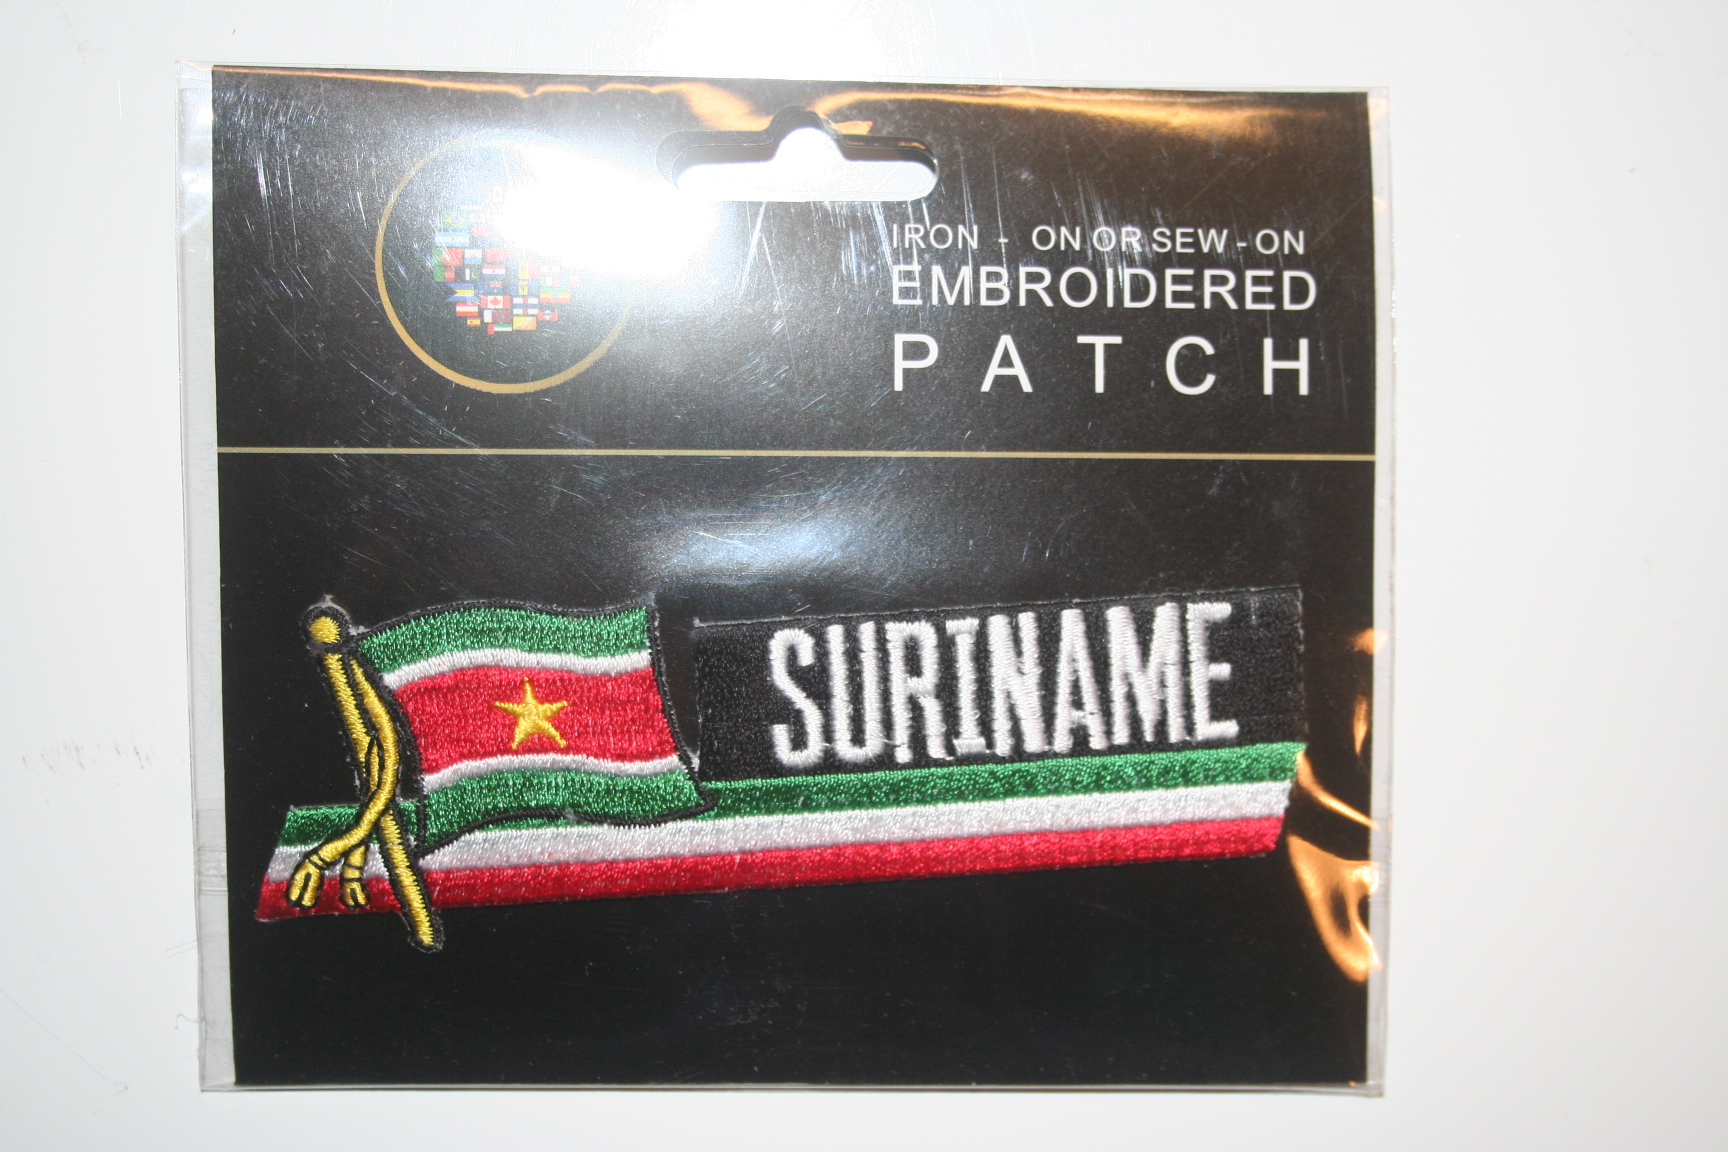 IRON - ON OR SEW - ON
EMBROIDERED
PATCH
SURINAME